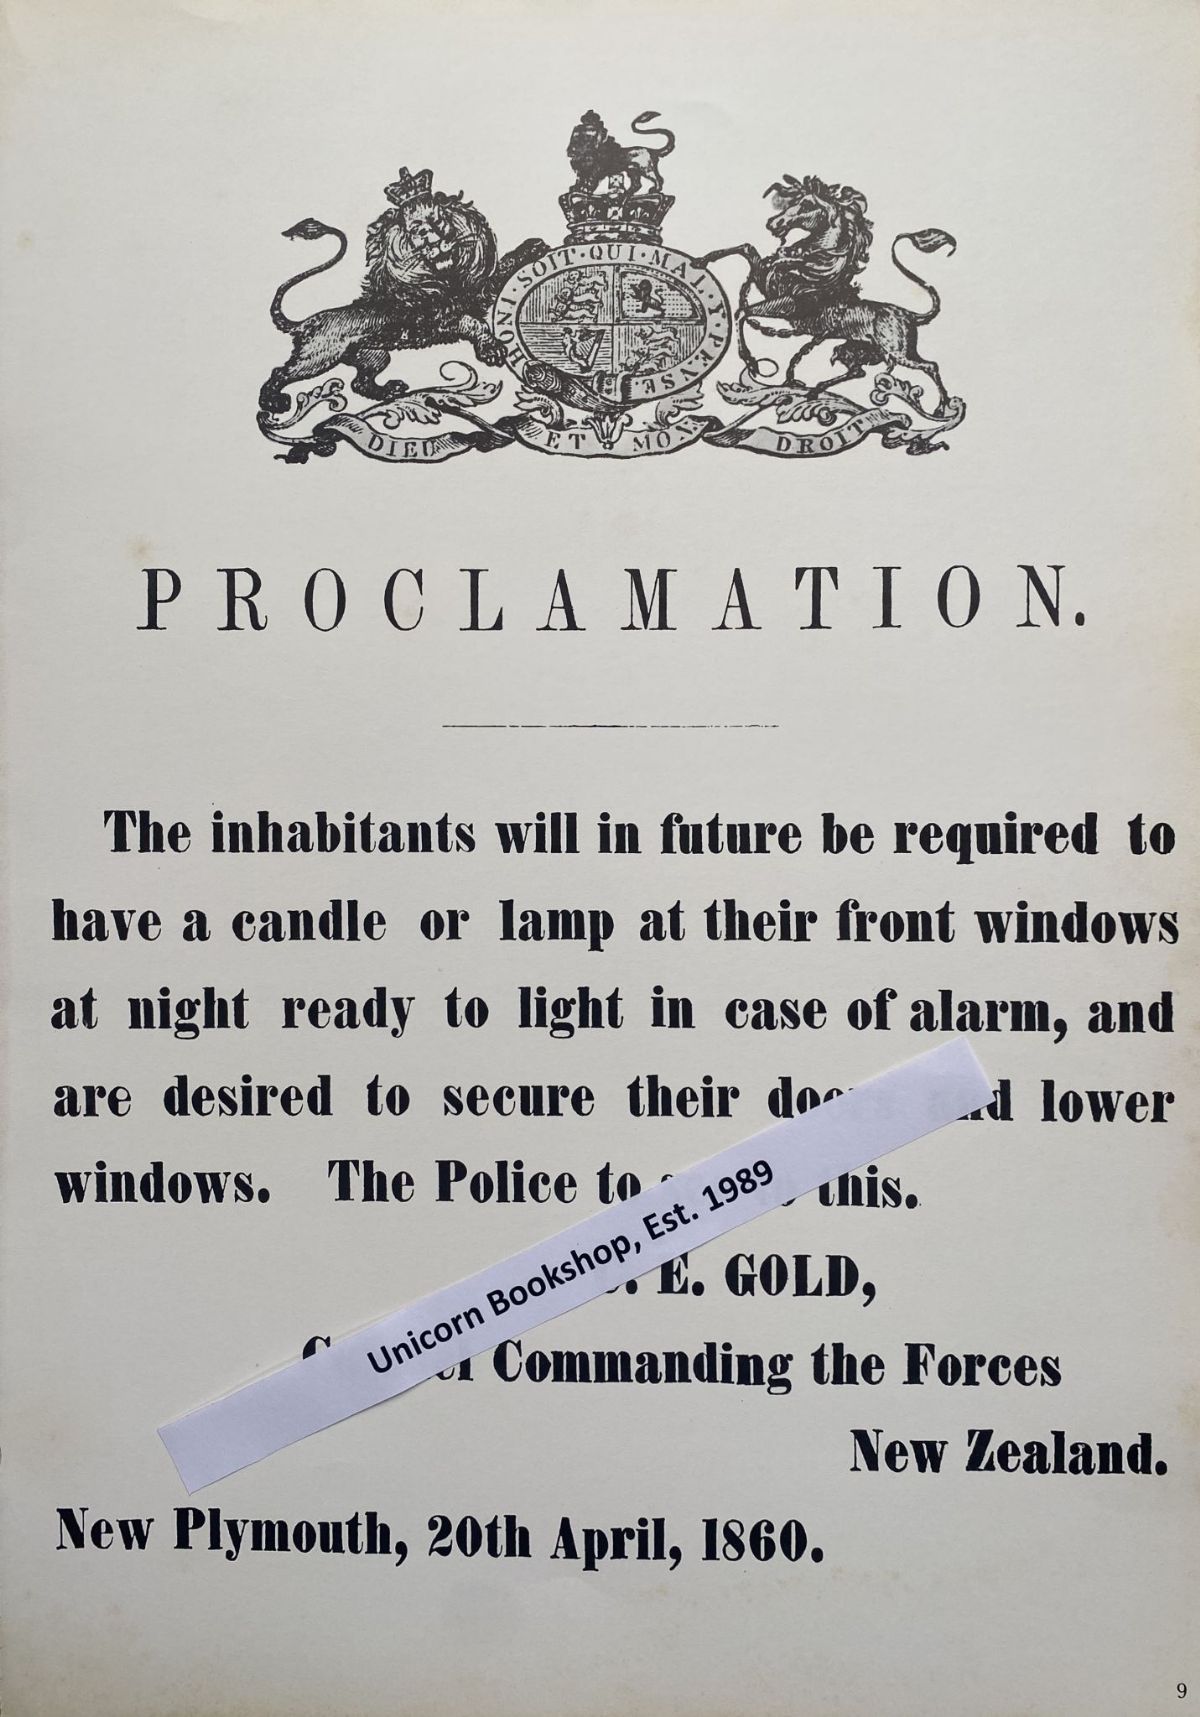 HONI · SOIT · QUI · MAL · Y · PENSE
DIEU ET MON DROIT
PROCLAMATION.
The inhabitants will in future be required to
have a candle or lamp at their front windows
at night ready to light in case of alarm, and
are desired to secure their lower
windows. The Police to this.
Unicorn Bookshop, Est. 1989
E. GOLD,
Commanding the Forces
New Zealand.
New Plymouth, 20th April, 1860.
9